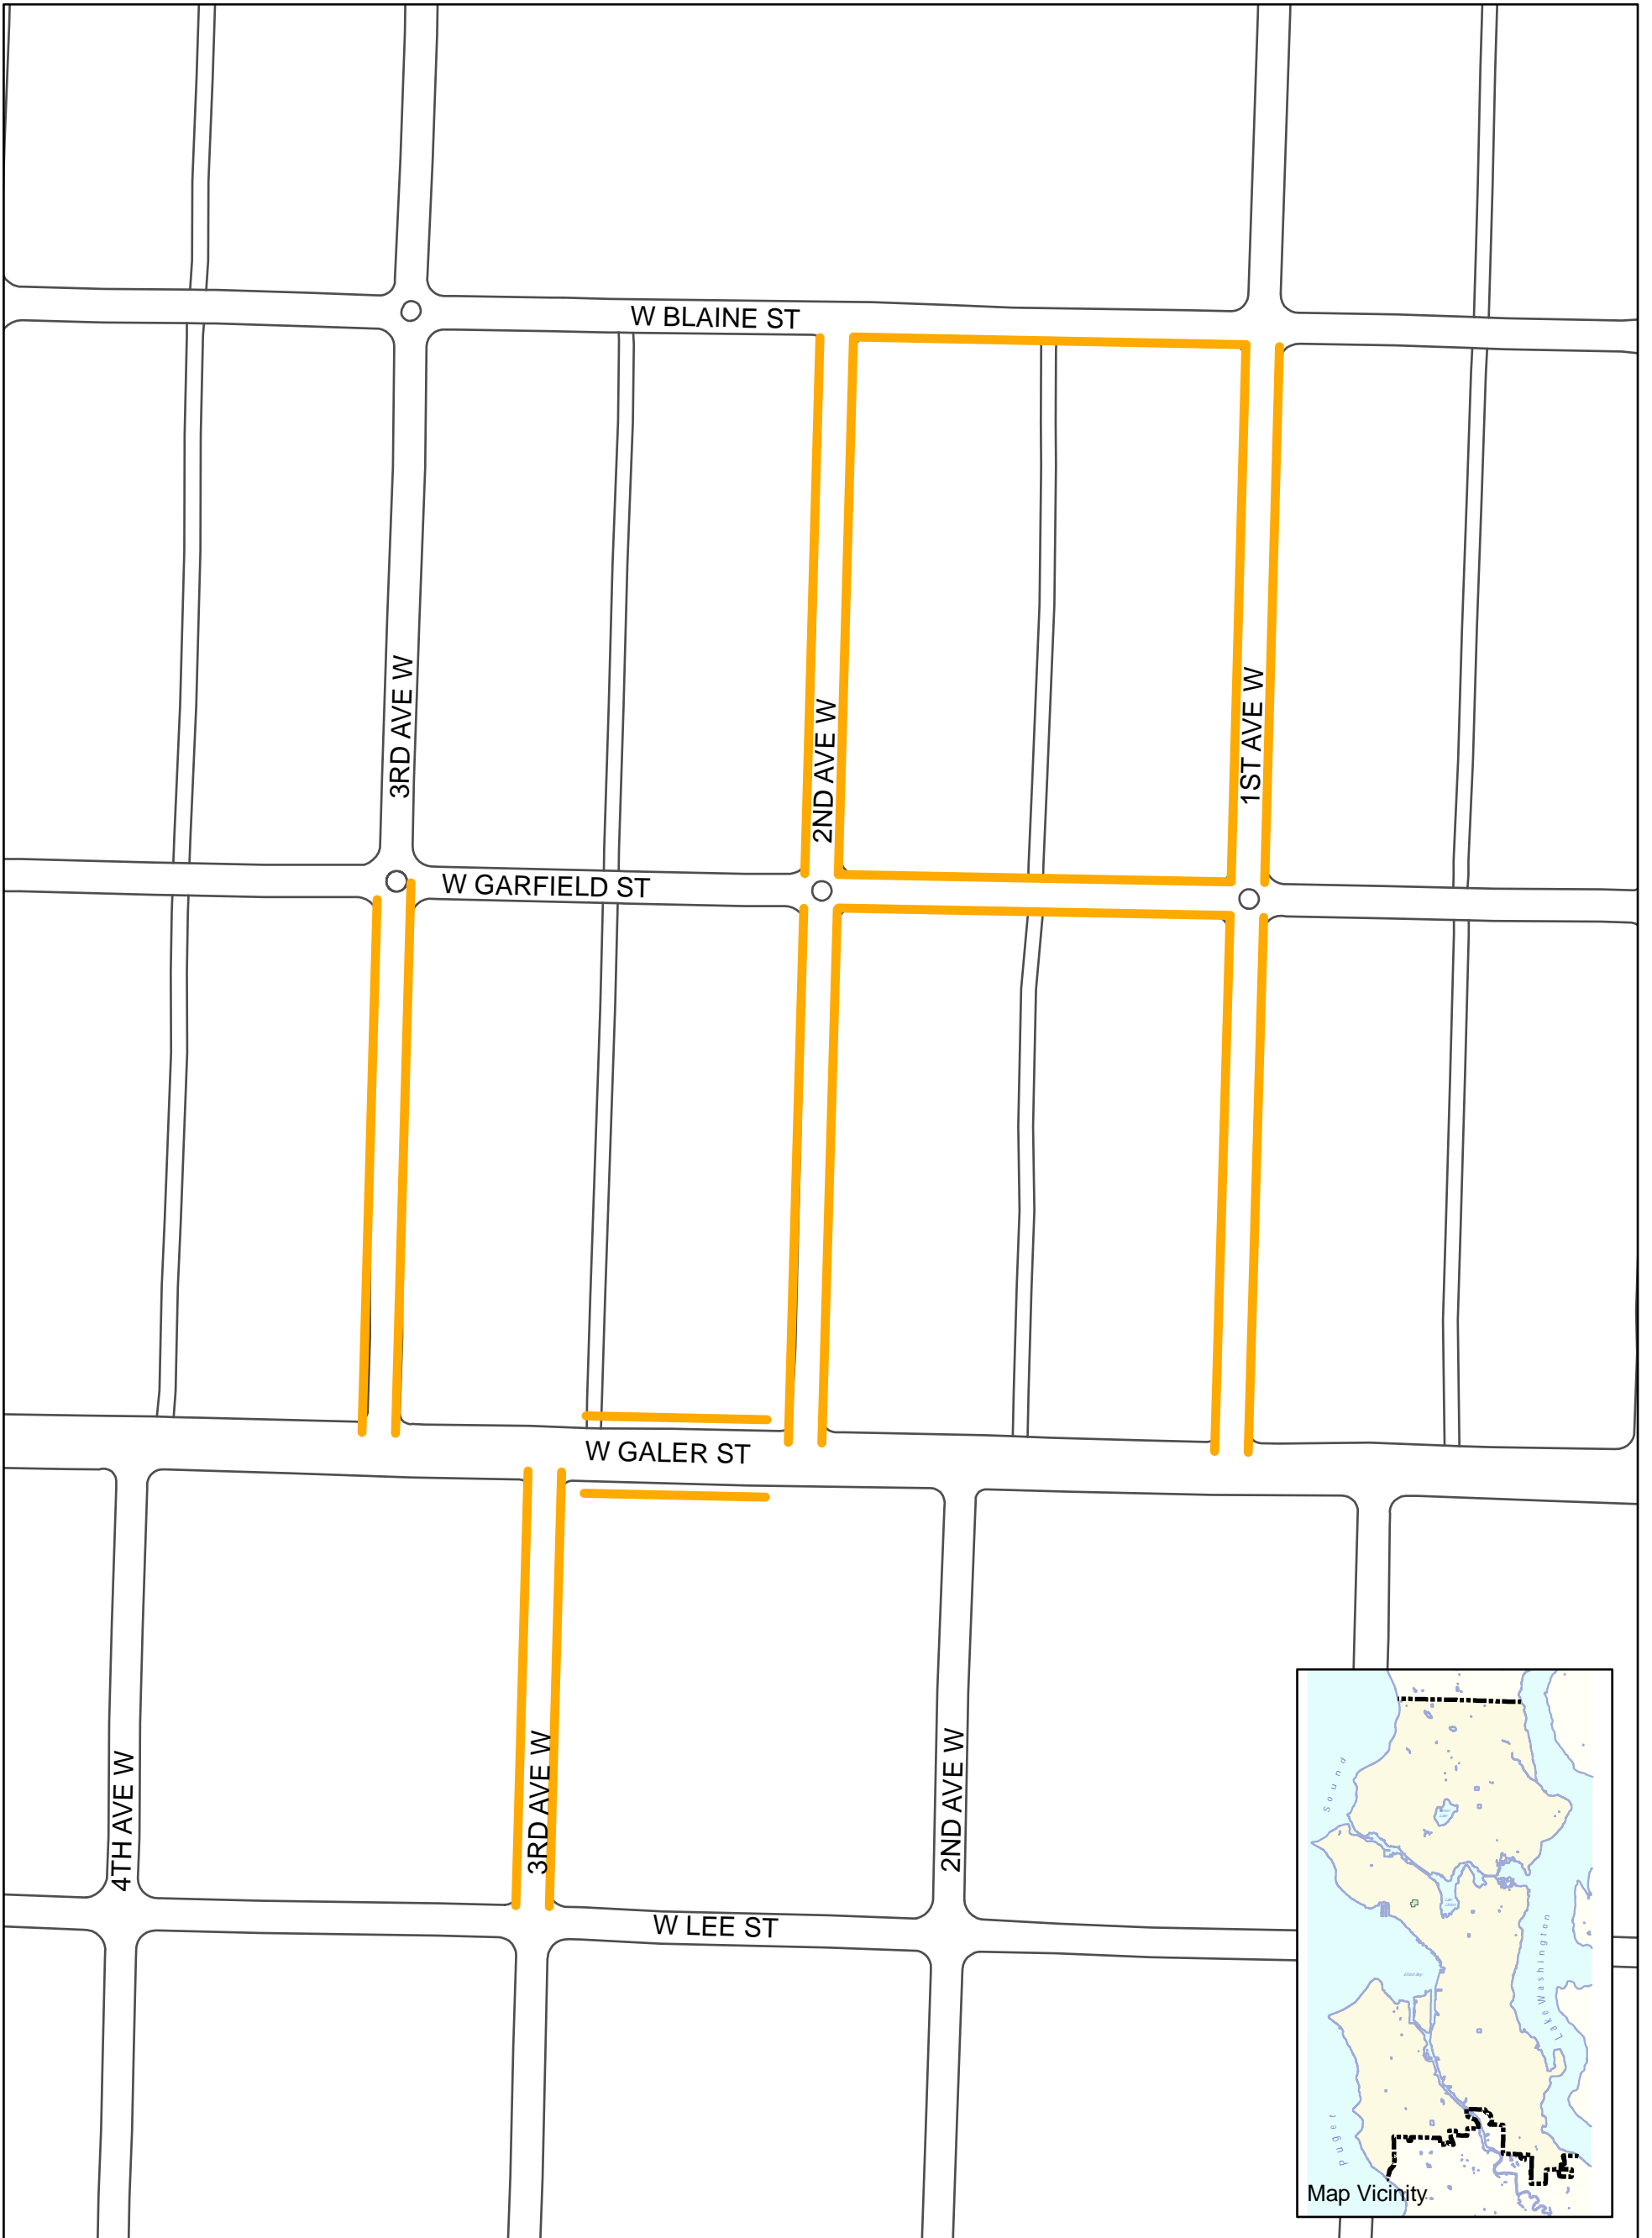 W BLAINE ST
3RD AVE W
2ND AVE W
1ST AVE W
W GARFIELD ST
W GALER ST
4TH AVE W
3RD AVE W
2ND AVE W
W LEE ST
Sound
Lake Washington
Puget
Map Vicinity